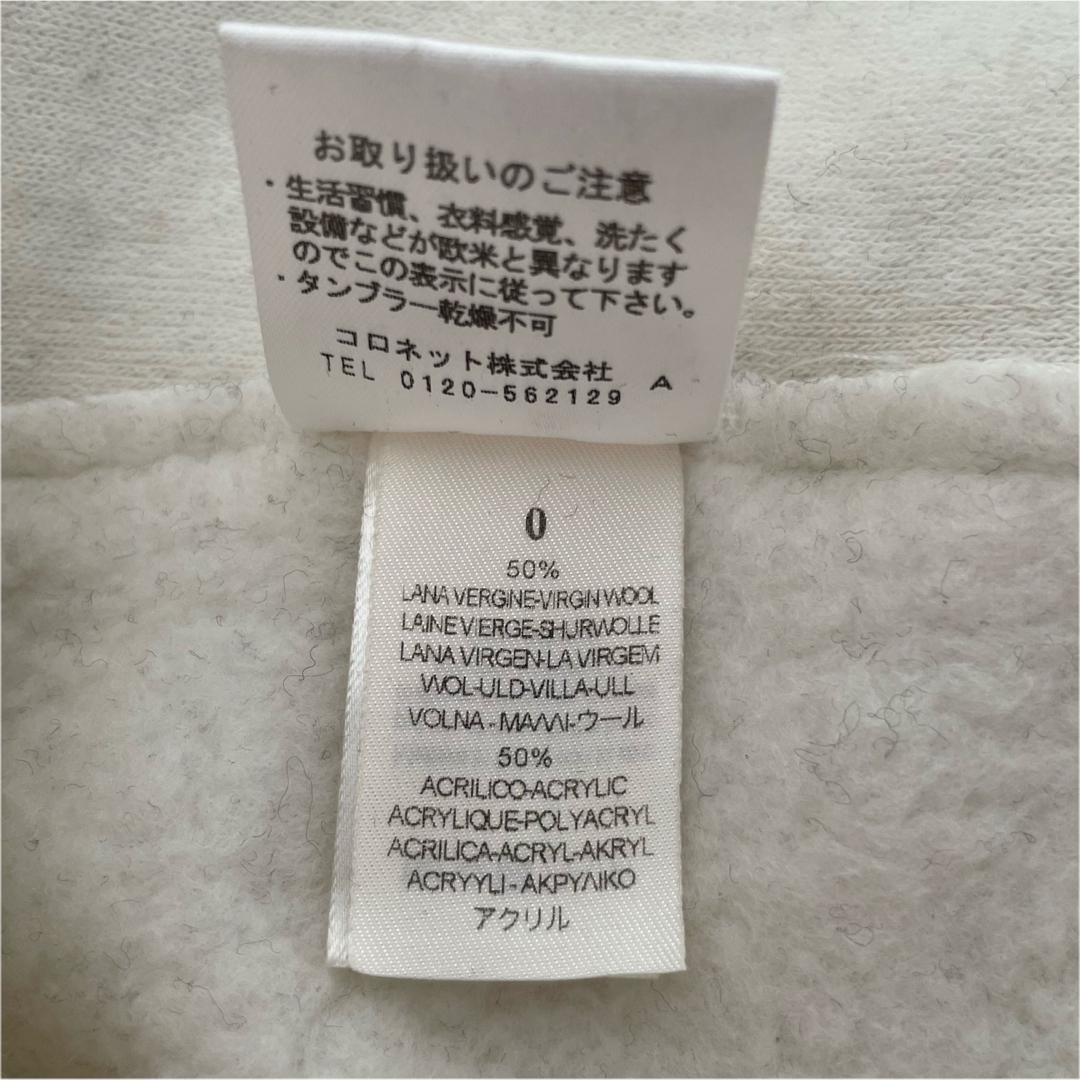 お取り扱いのご注意
・生活習慣、衣料感覚、洗たく
設備などが欧米と異なります
のでこの表示に従って下さい。
・タンブラー乾燥不可
コロネット株式会社 A
TEL 0120-562129
0
50%
LANA VERGINE-VIRGIN WOOL
LAINE VIERGE-SHURWOLLE
LANA VIRGEN-LA VIRGEM
WOL-ULD-VILLA-ULL
VOLNA - ΜΑΛΛΙ-ウール
50%
ACRILICO-ACRYLIC
ACRYLIQUE-POLYACRYL
ACRILICA-ACRYL-AKRYL
ACRYYLI - ΑΚΡΥΛΙΚΟ
アクリル